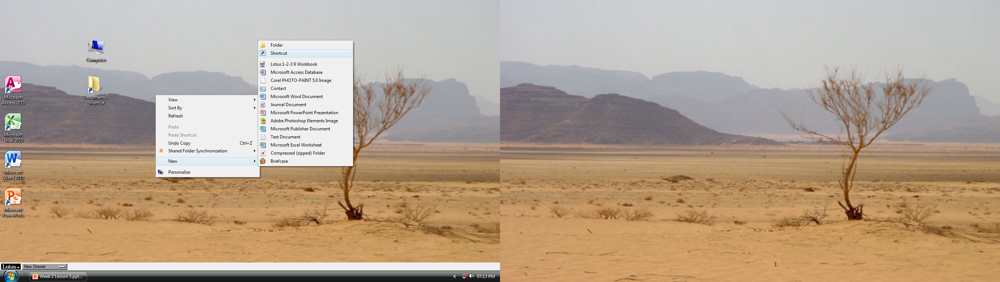 Computer
Documents -
Shortcut
Microsoft
Access 2010
Microsoft
Excel 2010
Microsoft
Word 2010
Microsoft
PowerPoi...
View
Sort By
Refresh
Paste
Paste Shortcut
Undo Copy Ctrl+Z
Shared Folder Synchronization
New
Personalize
Folder
Shortcut
Lotus 1-2-3 9 Workbook
Microsoft Access Database
Corel PHOTO-PAINT 5.0 Image
Contact
Microsoft Word Document
Journal Document
Microsoft PowerPoint Presentation
Adobe Photoshop Elements Image
Microsoft Publisher Document
Text Document
Microsoft Excel Worksheet
Compressed (zipped) Folder
Briefcase
Lotus New Drawer
Week 2 Lesson 3.ppt... 07:13 PM